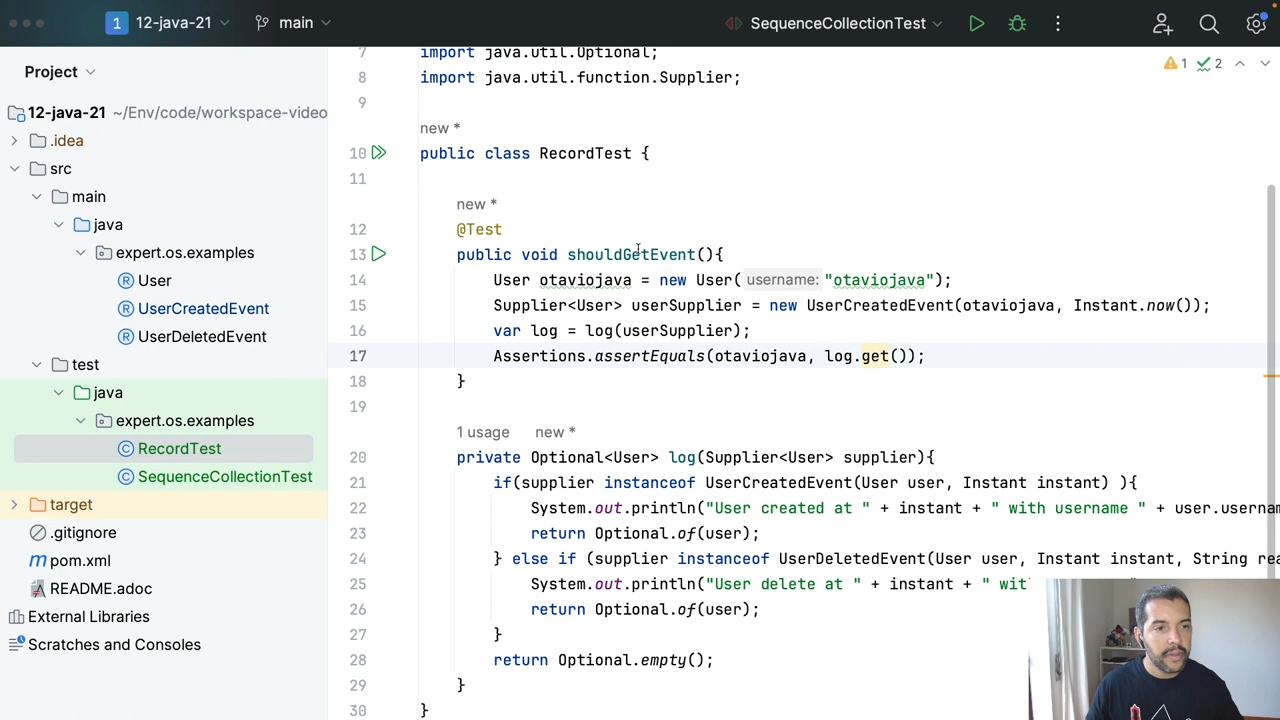 1 12-java-21 main SequenceCollectionTest
Project
12-java-21 ~/Env/code/workspace-video
.idea
src
main
java
expert.os.examples
User
UserCreatedEvent
UserDeletedEvent
test
java
expert.os.examples
RecordTest
SequenceCollectionTest
target
.gitignore
pom.xml
README.adoc
External Libraries
Scratches and Consoles
1 2
7 import java.util.Optional;
8 import java.util.function.Supplier;
9
new *
10 public class RecordTest {
11
new *
12 @Test
13 public void shouldGetEvent(){
14 User otaviojava = new User( username: "otaviojava");
15 Supplier<User> userSupplier = new UserCreatedEvent(otaviojava, Instant.now());
16 var log = log(userSupplier);
17 Assertions.assertEquals(otaviojava, log.get());
18 }
19
1 usage new *
20 private Optional<User> log(Supplier<User> supplier){
21 if(supplier instanceof UserCreatedEvent(User user, Instant instant) ){
22 System.out.println("User created at " + instant + " with username " + user.usernam
23 return Optional.of(user);
24 } else if (supplier instanceof UserDeletedEvent(User user, Instant instant, String rea
25 System.out.println("User delete at " + instant + " wit
26 return Optional.of(user);
27 }
28 return Optional.empty();
29 }
30 }